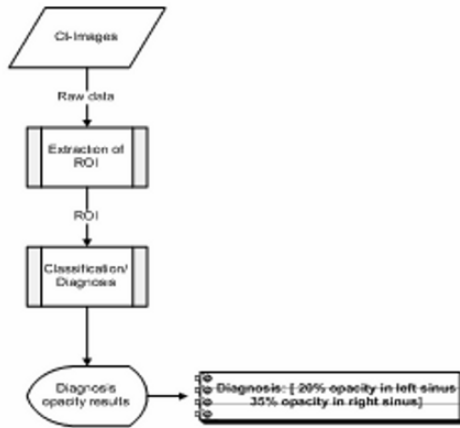 CI-Images
Raw data
Extraction of
ROI
ROI
Classification/
Diagnosis
Diagnosis
opacity results
Diagnosis: [ 20% opacity in left sinus
35% opacity in right sinus]